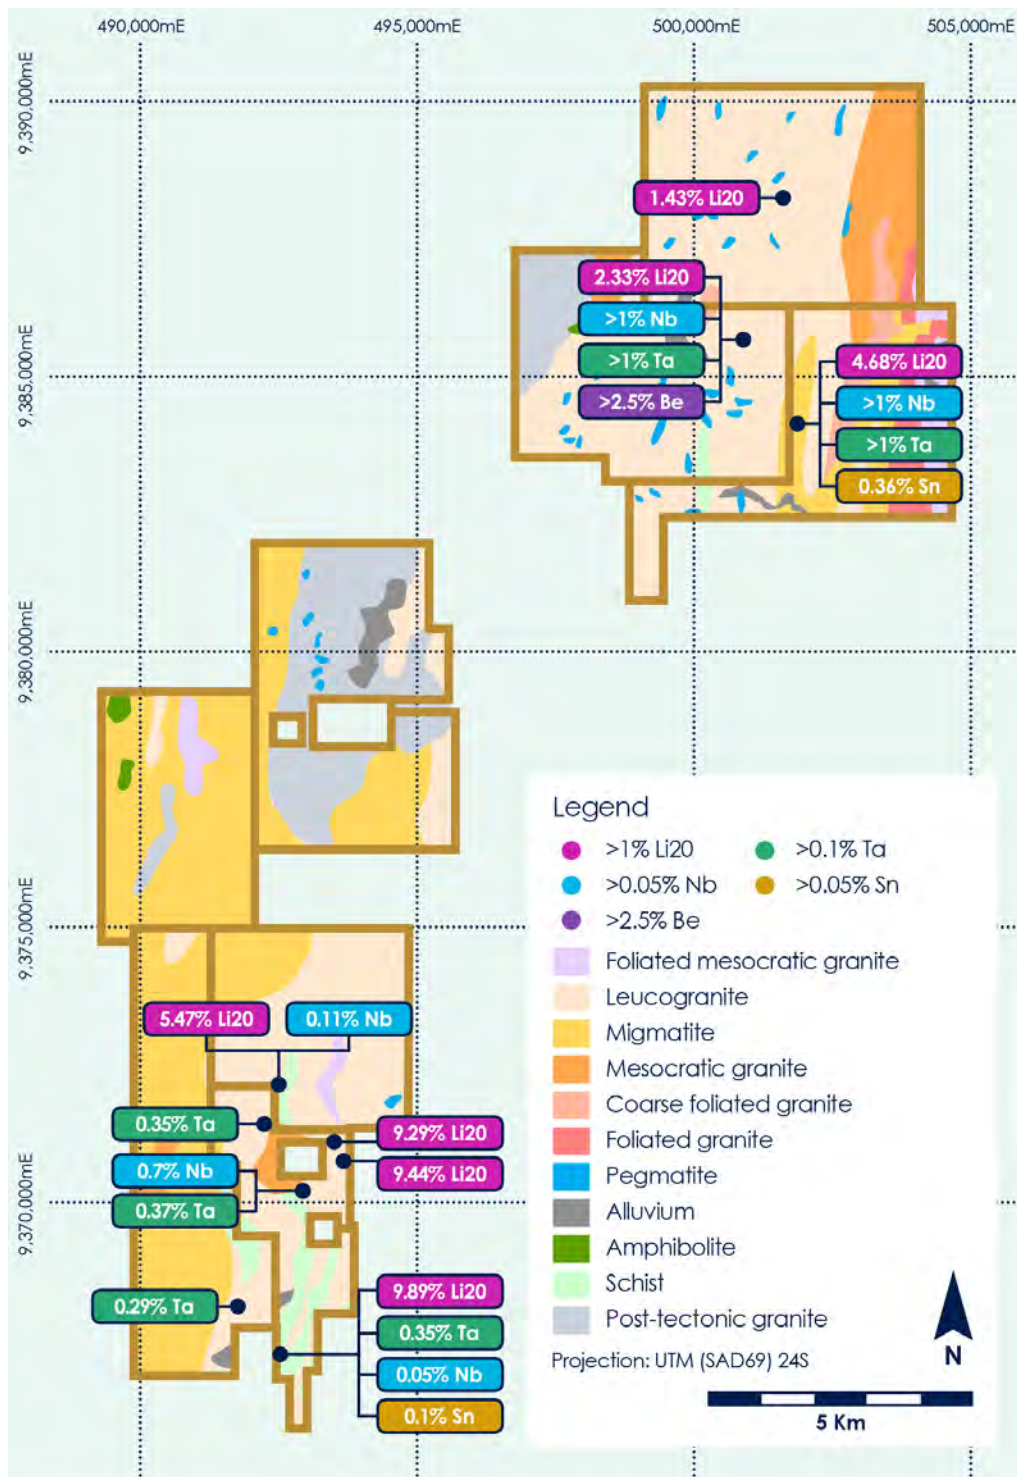 490,000mE
495,000mE
500,000mE
505,000mE
9,390,000mE
1.43% Li20
2.33% Li20
>1% Nb
>1% Ta
>2.5% Be
9,385,000mE
4.68% Li20
>1% Nb
>1% Ta
0.36% Sn
9,380,000mE
9,375,000mE
5.47% Li20
0.11% Nb
0.35% Ta
9.29% Li20
9.44% Li20
0.7% Nb
0.37% Ta
9,370,000mE
0.29% Ta
9.89% Li20
0.35% Ta
0.05% Nb
0.1% Sn
Legend
>1% Li20
>0.1% Ta
>0.05% Nb
>0.05% Sn
>2.5% Be
Foliated mesocratic granite
Leucogranite
Migmatite
Mesocratic granite
Coarse foliated granite
Foliated granite
Pegmatite
Alluvium
Amphibolite
Schist
Post-tectonic granite
Projection: UTM (SAD69) 24S
N
5 Km